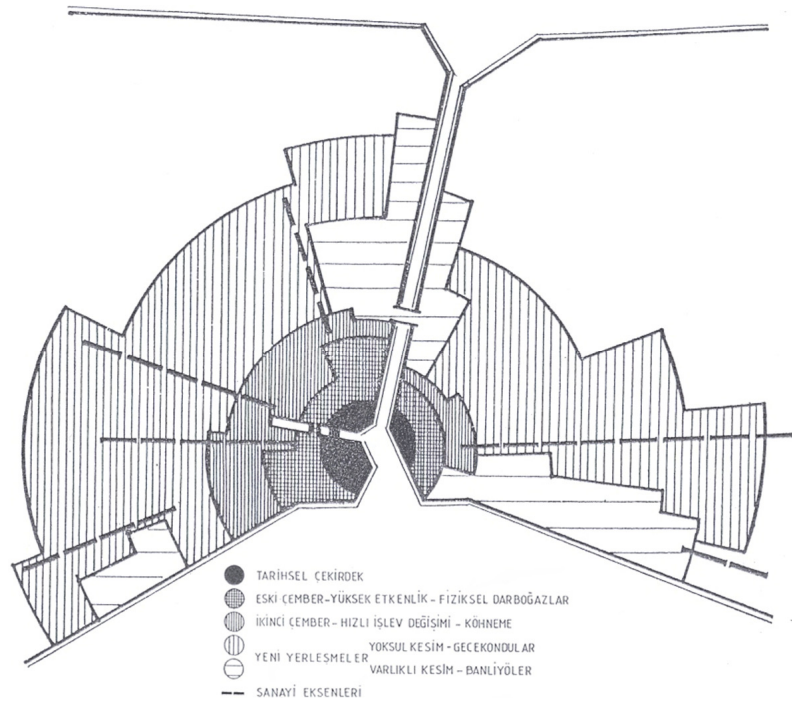 TARİHSEL ÇEKİRDEK
ESKİ ÇEMBER-YÜKSEK ETKENLİK - FİZİKSEL DARBOĞAZLAR
İKİNCİ ÇEMBER- HIZLI İŞLEV DEĞİŞİMİ - KÖHNEME
YOKSUL KESİM - GECEKONDULAR
YENİ YERLEŞMELER
VARLIKLI KESİM - BANLİYÖLER
SANAYİ EKSENLERİ